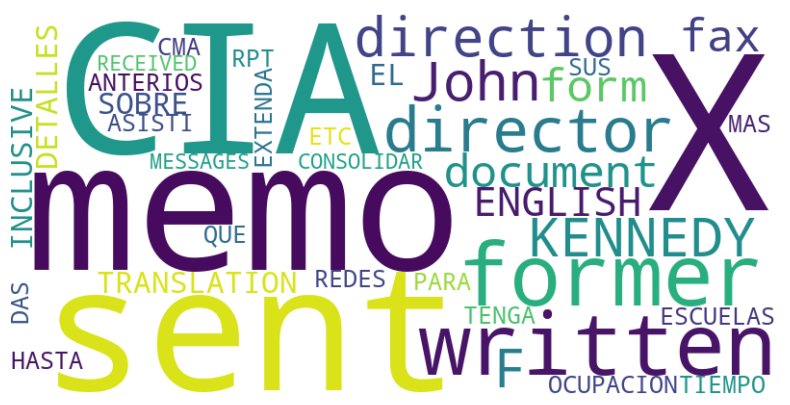 CIA
direction
fax
CMA
RECEIVED
RPT
EL
SUS
ANTERIOS
John
form
X
DETALLES
SOBRE
ASISTI
EXTENDA
director
MAS
INCLUSIVE
ETC
MESSAGES
CONSOLIDAR
document
memo
ENGLISH
QUE
KENNEDY
TRANSLATION
REDES
PARA
former
DAS
sent
TENGA
ESCUELAS
written
HASTA
F
OCUPACION
TIEMPO